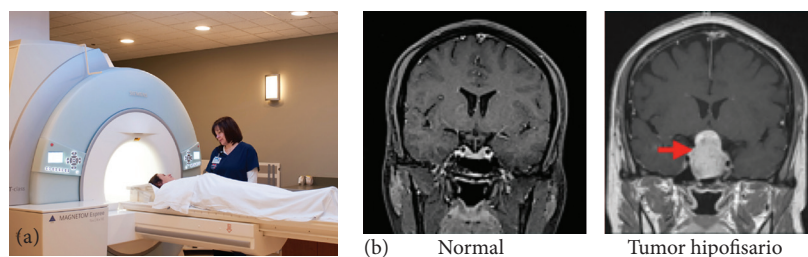 MAGNETOM Espree
(a)
(b)
Normal
Tumor hipofisario